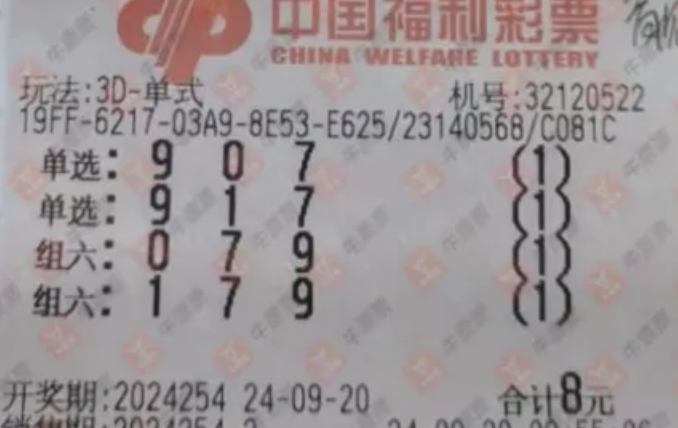 中国福利彩票
CHINA WELFARE LOTTERY
玩法:3D-单式 机号:32120522
19FF-6217-03A9-8E53-E625/23140568/C081C
单选: 9 0 7 (1)
单选: 9 1 7 (1)
组六: 0 7 9 (1)
组六: 1 7 9 (1)
开奖期:2024254 24-09-20 合计8元